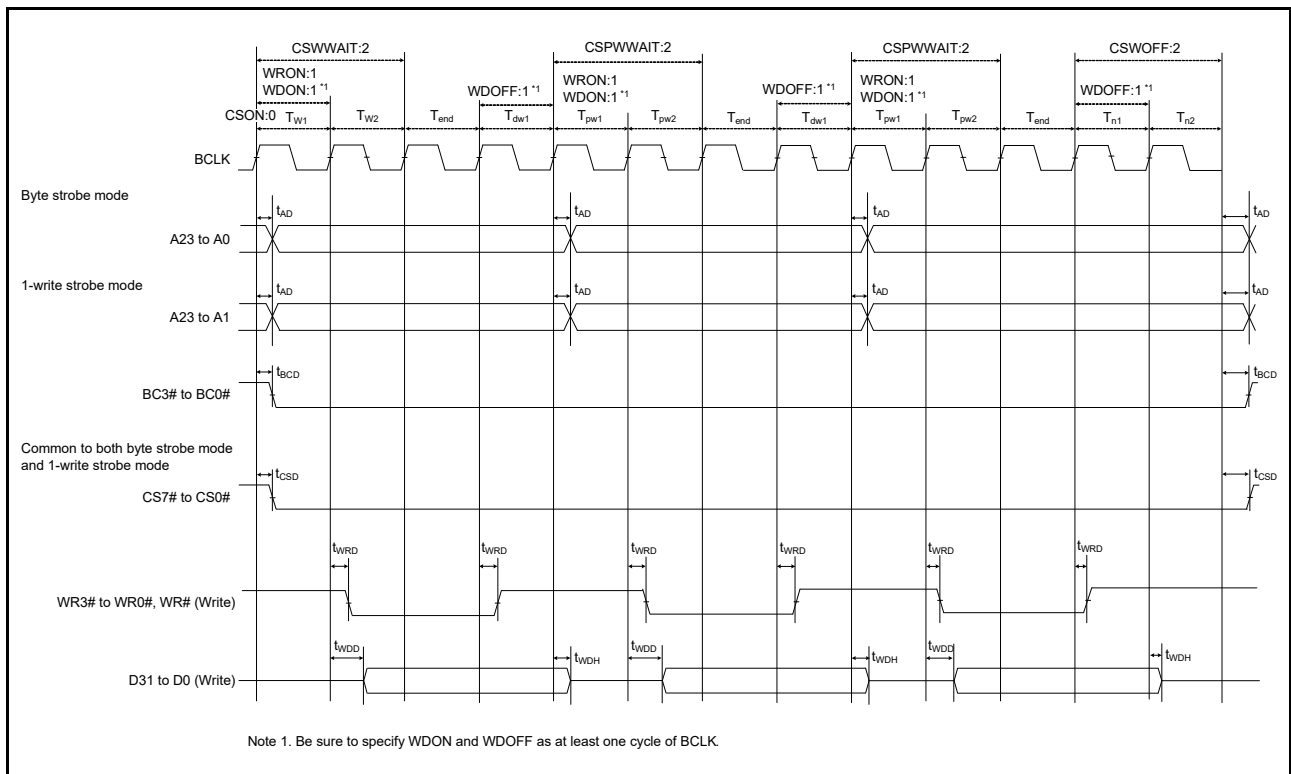 CSWWAIT:2 CSPWWAIT:2 CSPWWAIT:2 CSWOFF:2
WRON:1 WRON:1 WRON:1
WDON:1 *1 WDOFF:1 *1 WDON:1 *1 WDOFF:1 *1 WDON:1 *1 WDOFF:1 *1
CSON:0 TW1 TW2 Tend Tdw1 Tpw1 Tpw2 Tend Tdw1 Tpw1 Tpw2 Tend Tn1 Tn2
BCLK
Byte strobe mode
tAD tAD tAD tAD
A23 to A0
1-write strobe mode
tAD tAD tAD tAD
A23 to A1
tBCD tBCD
BC3# to BC0#
Common to both byte strobe mode
and 1-write strobe mode
tCSD tCSD
CS7# to CS0#
tWRD tWRD tWRD tWRD tWRD tWRD
WR3# to WR0#, WR# (Write)
tWDD tWDH tWDD tWDH tWDD tWDH
D31 to D0 (Write)
Note 1. Be sure to specify WDON and WDOFF as at least one cycle of BCLK.